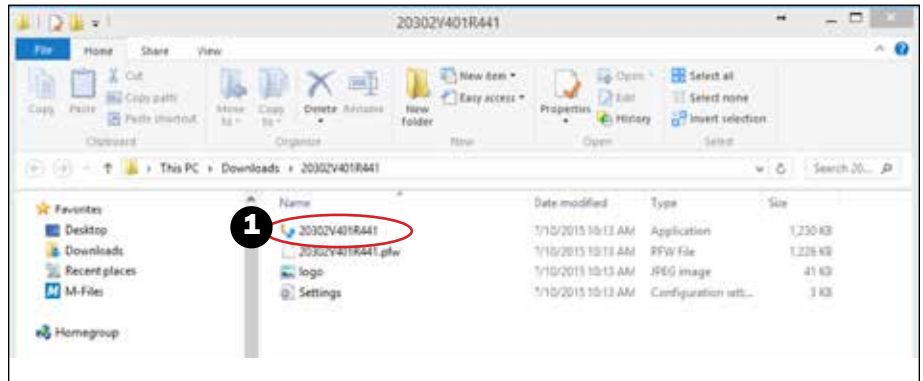 20302V401R441
File Home Share View
Copy Paste Cut Copy path Paste shortcut
Move to Copy to Delete Rename
New folder New item Easy access
Properties Open Edit History
Select all Select none Invert selection
Clipboard Organize New Open Select
This PC Downloads 20302V401R441 Search 20...
Name Date modified Type Size
Favorites
Desktop
Downloads
Recent places
M-Files
Homegroup
1 20302V401R441 7/10/2015 10:13 AM Application 1,230 KB
20302V401R441.pfw 7/10/2015 10:13 AM PFW File 1,226 KB
logo 7/10/2015 10:13 AM JPEG image 41 KB
Settings 7/10/2015 10:13 AM Configuration sett... 3 KB